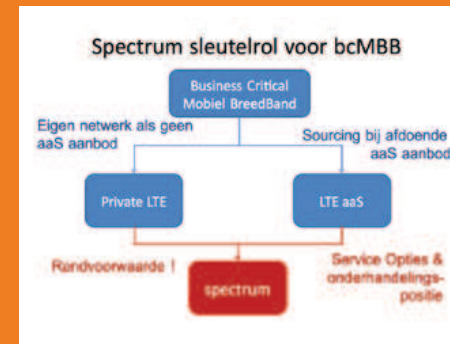 Spectrum sleutelrol voor bcMBB
Business Critical
Mobiel BreedBand
Eigen netwerk als geen
aaS aanbod
Sourcing bij afdoende
aaS aanbod
Private LTE
LTE aaS
Randvoorwaarde !
Service Opties &
onderhandelings-
positie
spectrum